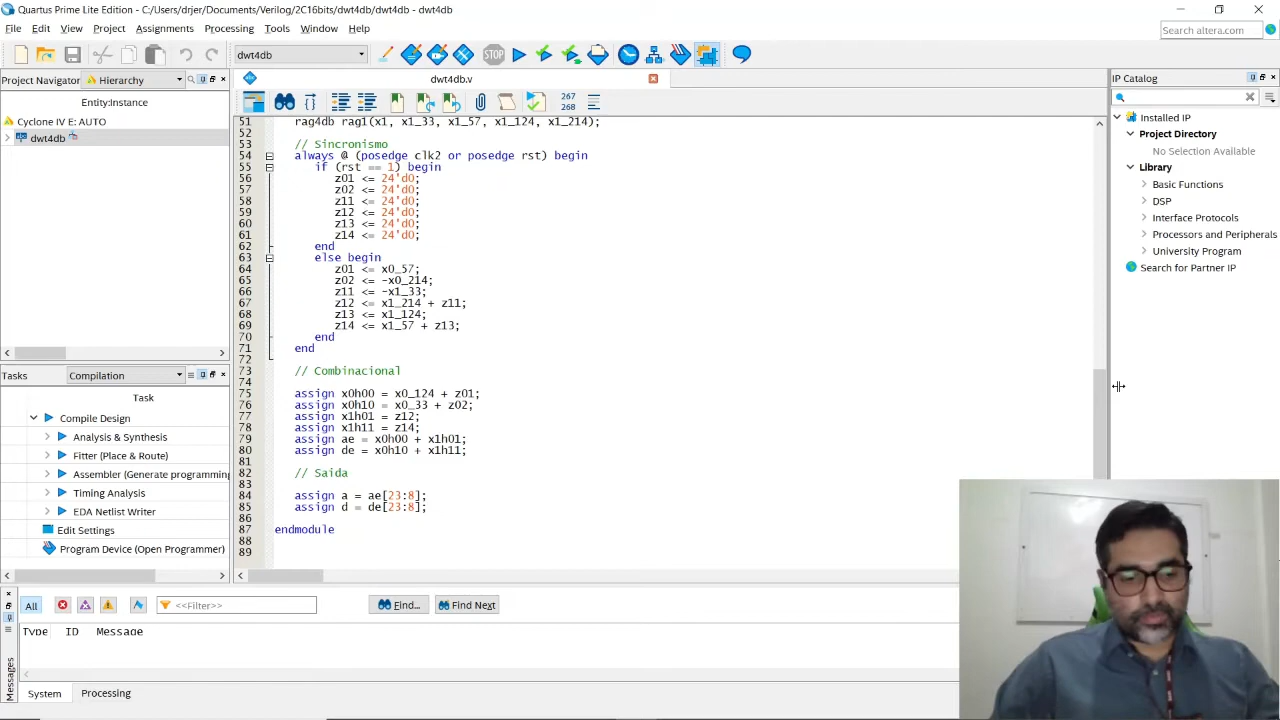 Quartus Prime Lite Edition - C:/Users/drjer/Documents/Verilog/2C16bits/dwt4db/dwt4db - dwt4db
File Edit View Project Assignments Processing Tools Window Help
Search altera.com
dwt4db
Project Navigator Hierarchy
dwt4db.v
IP Catalog
Entity:Instance
Cyclone IV E: AUTO
dwt4db
267
268
51 rag4db rag1(x1, x1_33, x1_57, x1_124, x1_214);
52
53 // Sincronismo
54 always @ (posedge clk2 or posedge rst) begin
55 if (rst == 1) begin
56 z01 <= 24'd0;
57 z02 <= 24'd0;
58 z11 <= 24'd0;
59 z12 <= 24'd0;
60 z13 <= 24'd0;
61 z14 <= 24'd0;
62 end
63 else begin
64 z01 <= x0_57;
65 z02 <= -x0_214;
66 z11 <= -x1_33;
67 z12 <= x1_214 + z11;
68 z13 <= x1_124;
69 z14 <= x1_57 + z13;
70 end
71 end
72
73 // Combinacional
74
75 assign x0h00 = x0_124 + z01;
76 assign x0h10 = x0_33 + z02;
77 assign x1h01 = z12;
78 assign x1h11 = z14;
79 assign ae = x0h00 + x1h01;
80 assign de = x0h10 + x1h11;
81
82 // Saida
83
84 assign a = ae[23:8];
85 assign d = de[23:8];
86
87 endmodule
88
89
Installed IP
Project Directory
No Selection Available
Library
Basic Functions
DSP
Interface Protocols
Processors and Peripherals
University Program
Search for Partner IP
Tasks Compilation
Task
Compile Design
Analysis & Synthesis
Fitter (Place & Route)
Assembler (Generate programming
Timing Analysis
EDA Netlist Writer
Edit Settings
Program Device (Open Programmer)
All <<Filter>> Find... Find Next
Type ID Message
Messages
System Processing